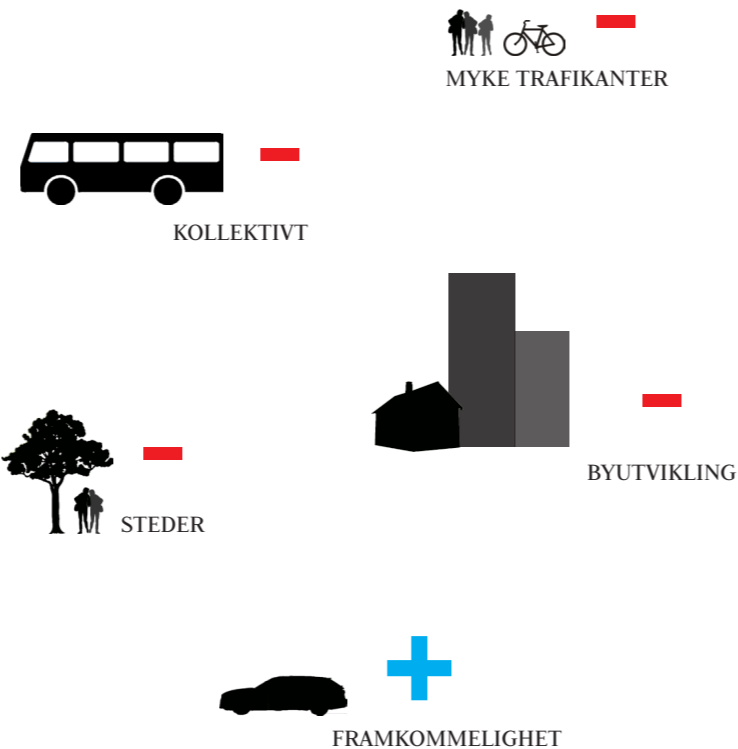 MYKE TRAFIKANTER
KOLLEKTIVT
BYUTVIKLING
STEDER
FRAMKOMMELIGHET